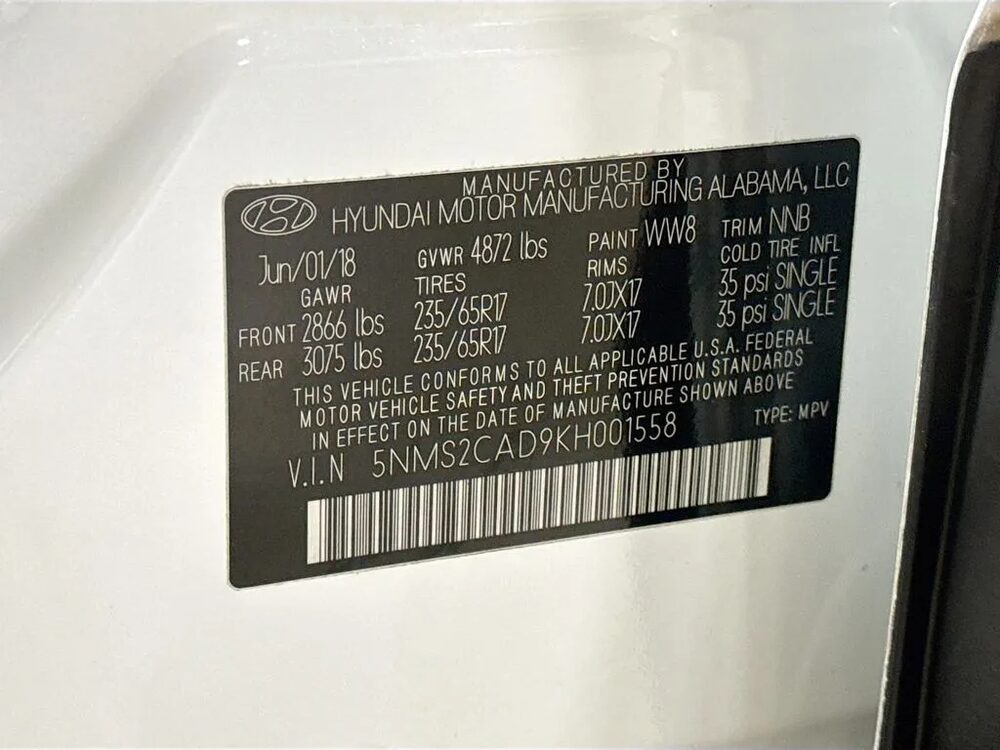 MANUFACTURED BY
HYUNDAI MOTOR MANUFACTURING ALABAMA, LLC
Jun/01/18 GVWR 4872 lbs PAINT WW8 TRIM NNB
GAWR TIRES RIMS COLD TIRE INFL
FRONT 2866 lbs 235/65R17 7.0JX17 35 psi SINGLE
REAR 3075 lbs 235/65R17 7.0JX17 35 psi SINGLE
THIS VEHICLE CONFORMS TO ALL APPLICABLE U.S.A. FEDERAL
MOTOR VEHICLE SAFETY AND THEFT PREVENTION STANDARDS
IN EFFECT ON THE DATE OF MANUFACTURE SHOWN ABOVE
V.I.N 5NMS2CAD9KH001558 TYPE: MPV